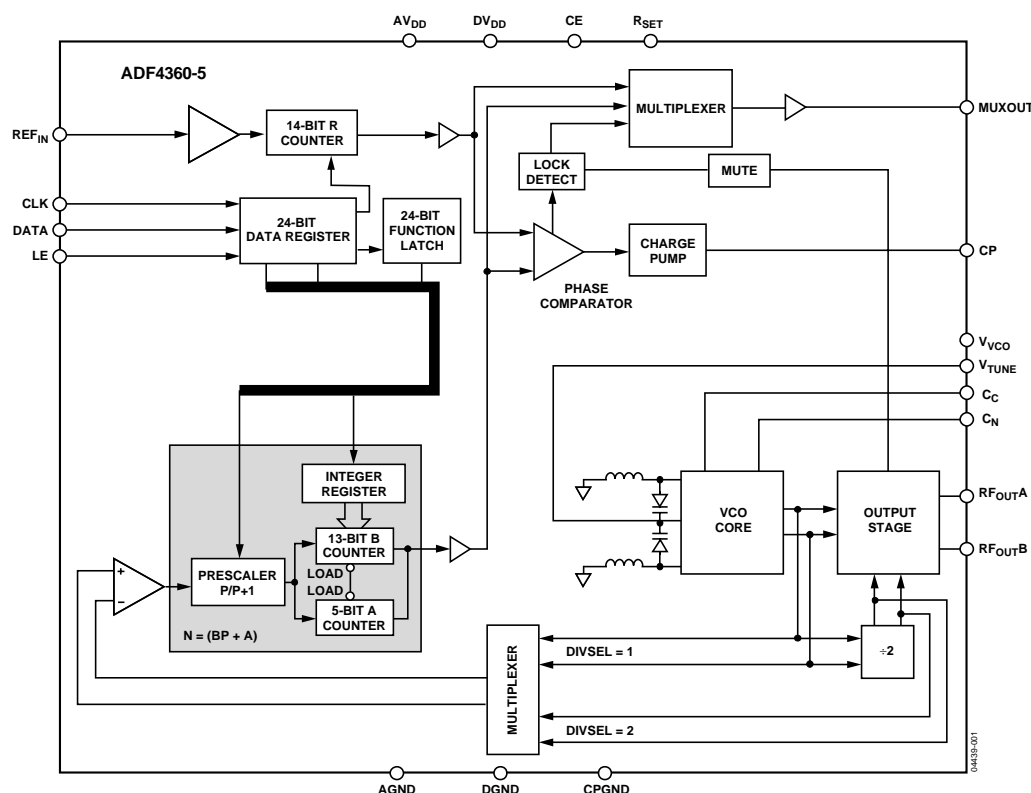 AVDD
DVDD
CE
RSET
ADF4360-5
REFIN
14-BIT R
COUNTER
MULTIPLEXER
MUXOUT
LOCK
DETECT
MUTE
CLK
DATA
LE
24-BIT
DATA REGISTER
24-BIT
FUNCTION
LATCH
CHARGE
PUMP
CP
PHASE
COMPARATOR
VVCO
VTUNE
CC
CN
INTEGER
REGISTER
13-BIT B
COUNTER
LOAD
LOAD
5-BIT A
COUNTER
PRESCALER
P/P+1
+
−
N = (BP + A)
VCO
CORE
OUTPUT
STAGE
RFOUTA
RFOUTB
MULTIPLEXER
DIVSEL = 1
DIVSEL = 2
÷2
04439-001
AGND
DGND
CPGND